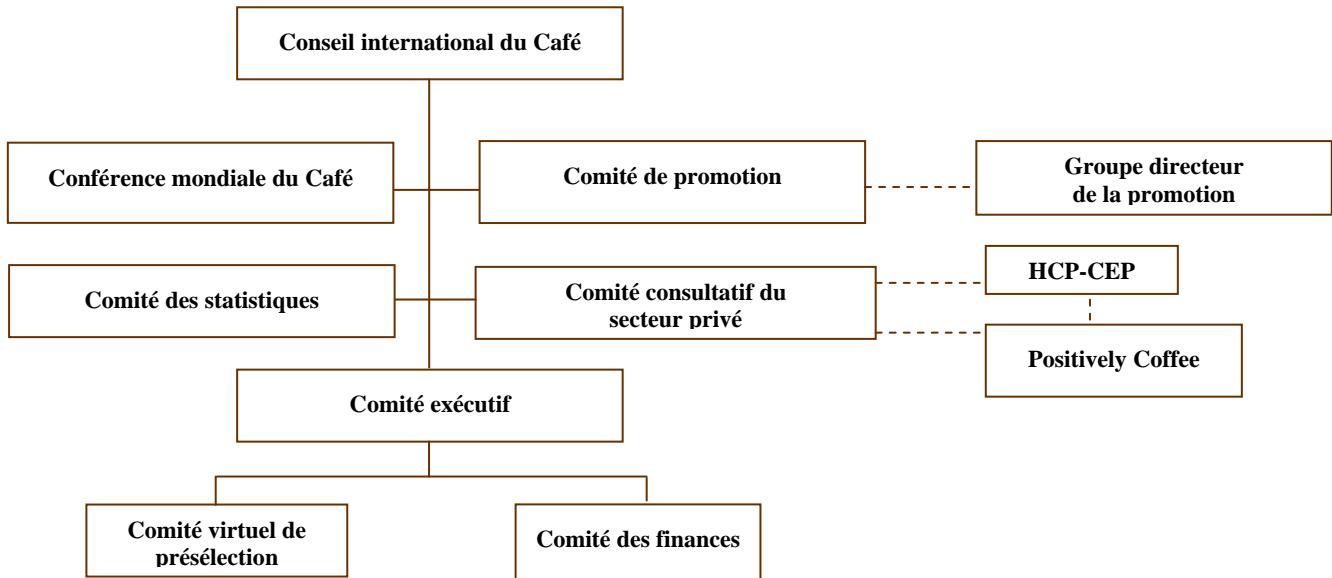 Conseil international du Café
Conférence mondiale du Café
Comité de promotion
Groupe directeur
de la promotion
Comité des statistiques
Comité consultatif du
secteur privé
HCP-CEP
Positively Coffee
Comité exécutif
Comité virtuel de
présélection
Comité des finances